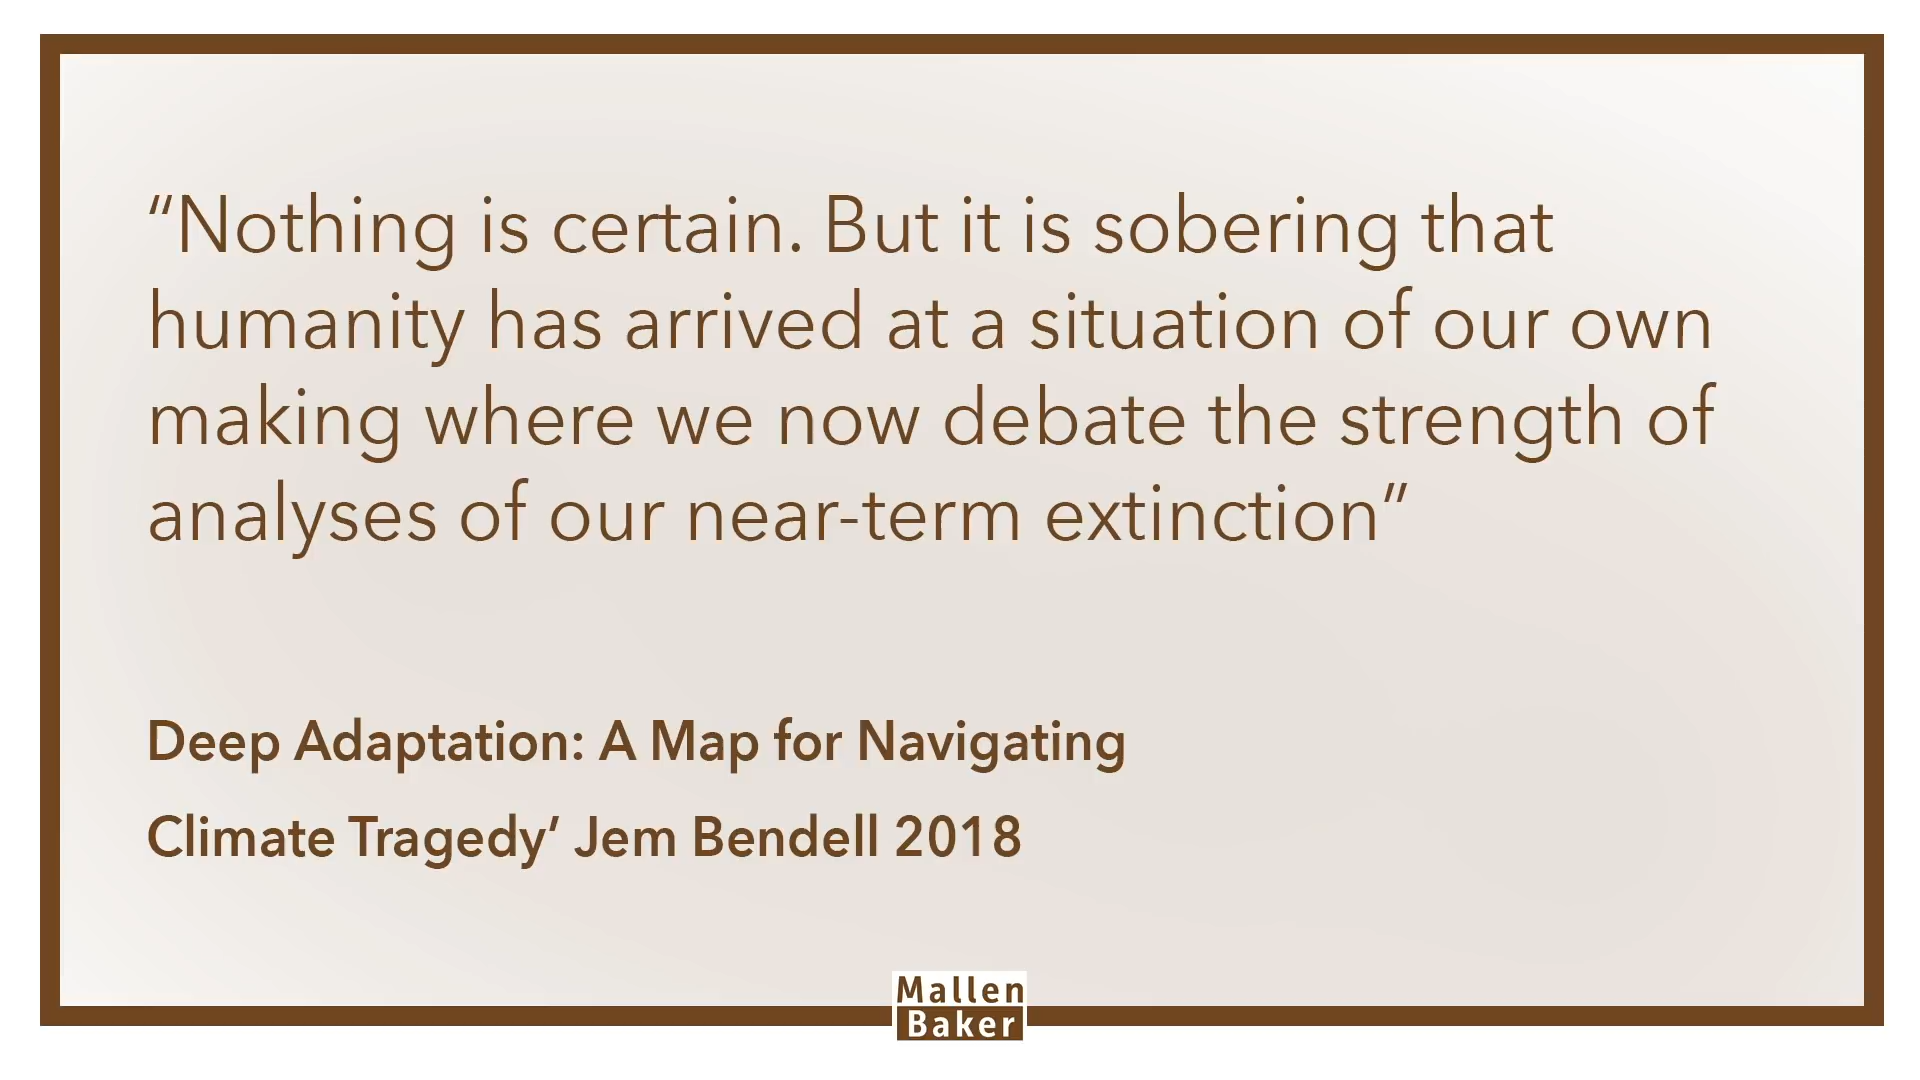 “Nothing is certain. But it is sobering that
humanity has arrived at a situation of our own
making where we now debate the strength of
analyses of our near-term extinction”
Deep Adaptation: A Map for Navigating
Climate Tragedy’ Jem Bendell 2018
Mallen
Baker